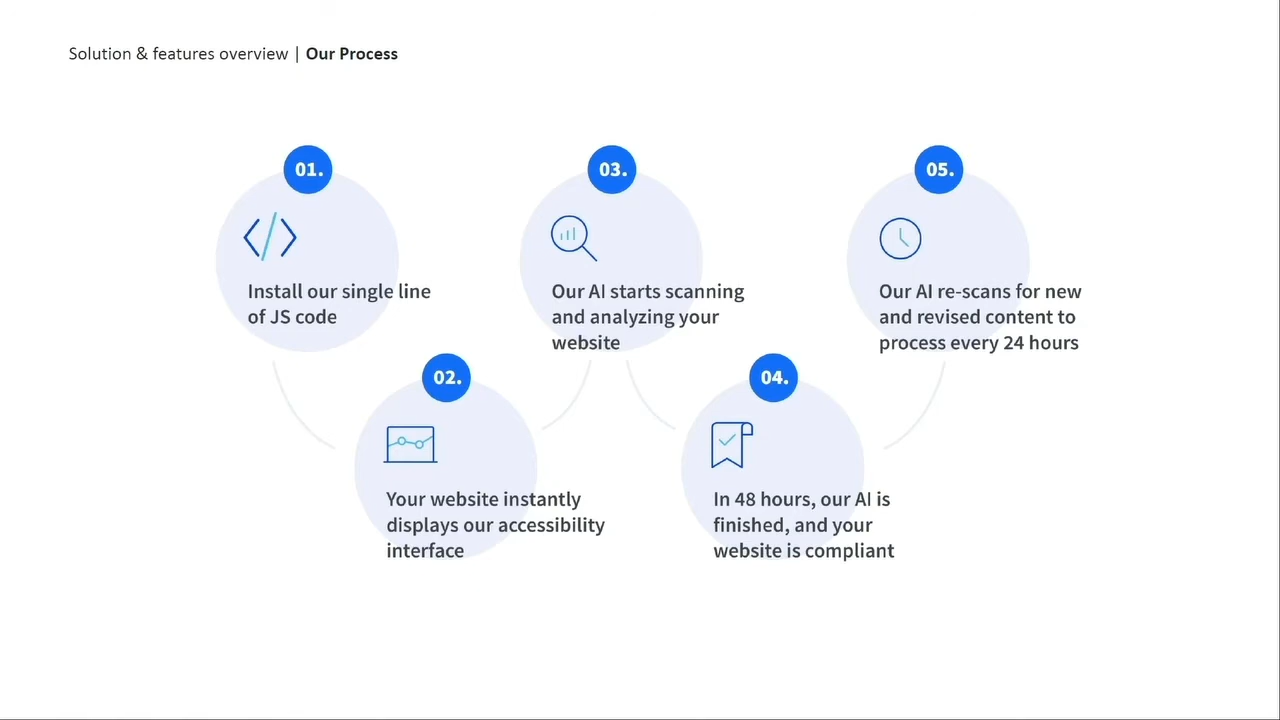 Solution & features overview | Our Process
01.
Install our single line
of JS code
02.
Your website instantly
displays our accessibility
interface
03.
Our AI starts scanning
and analyzing your
website
04.
In 48 hours, our AI is
finished, and your
website is compliant
05.
Our AI re-scans for new
and revised content to
process every 24 hours